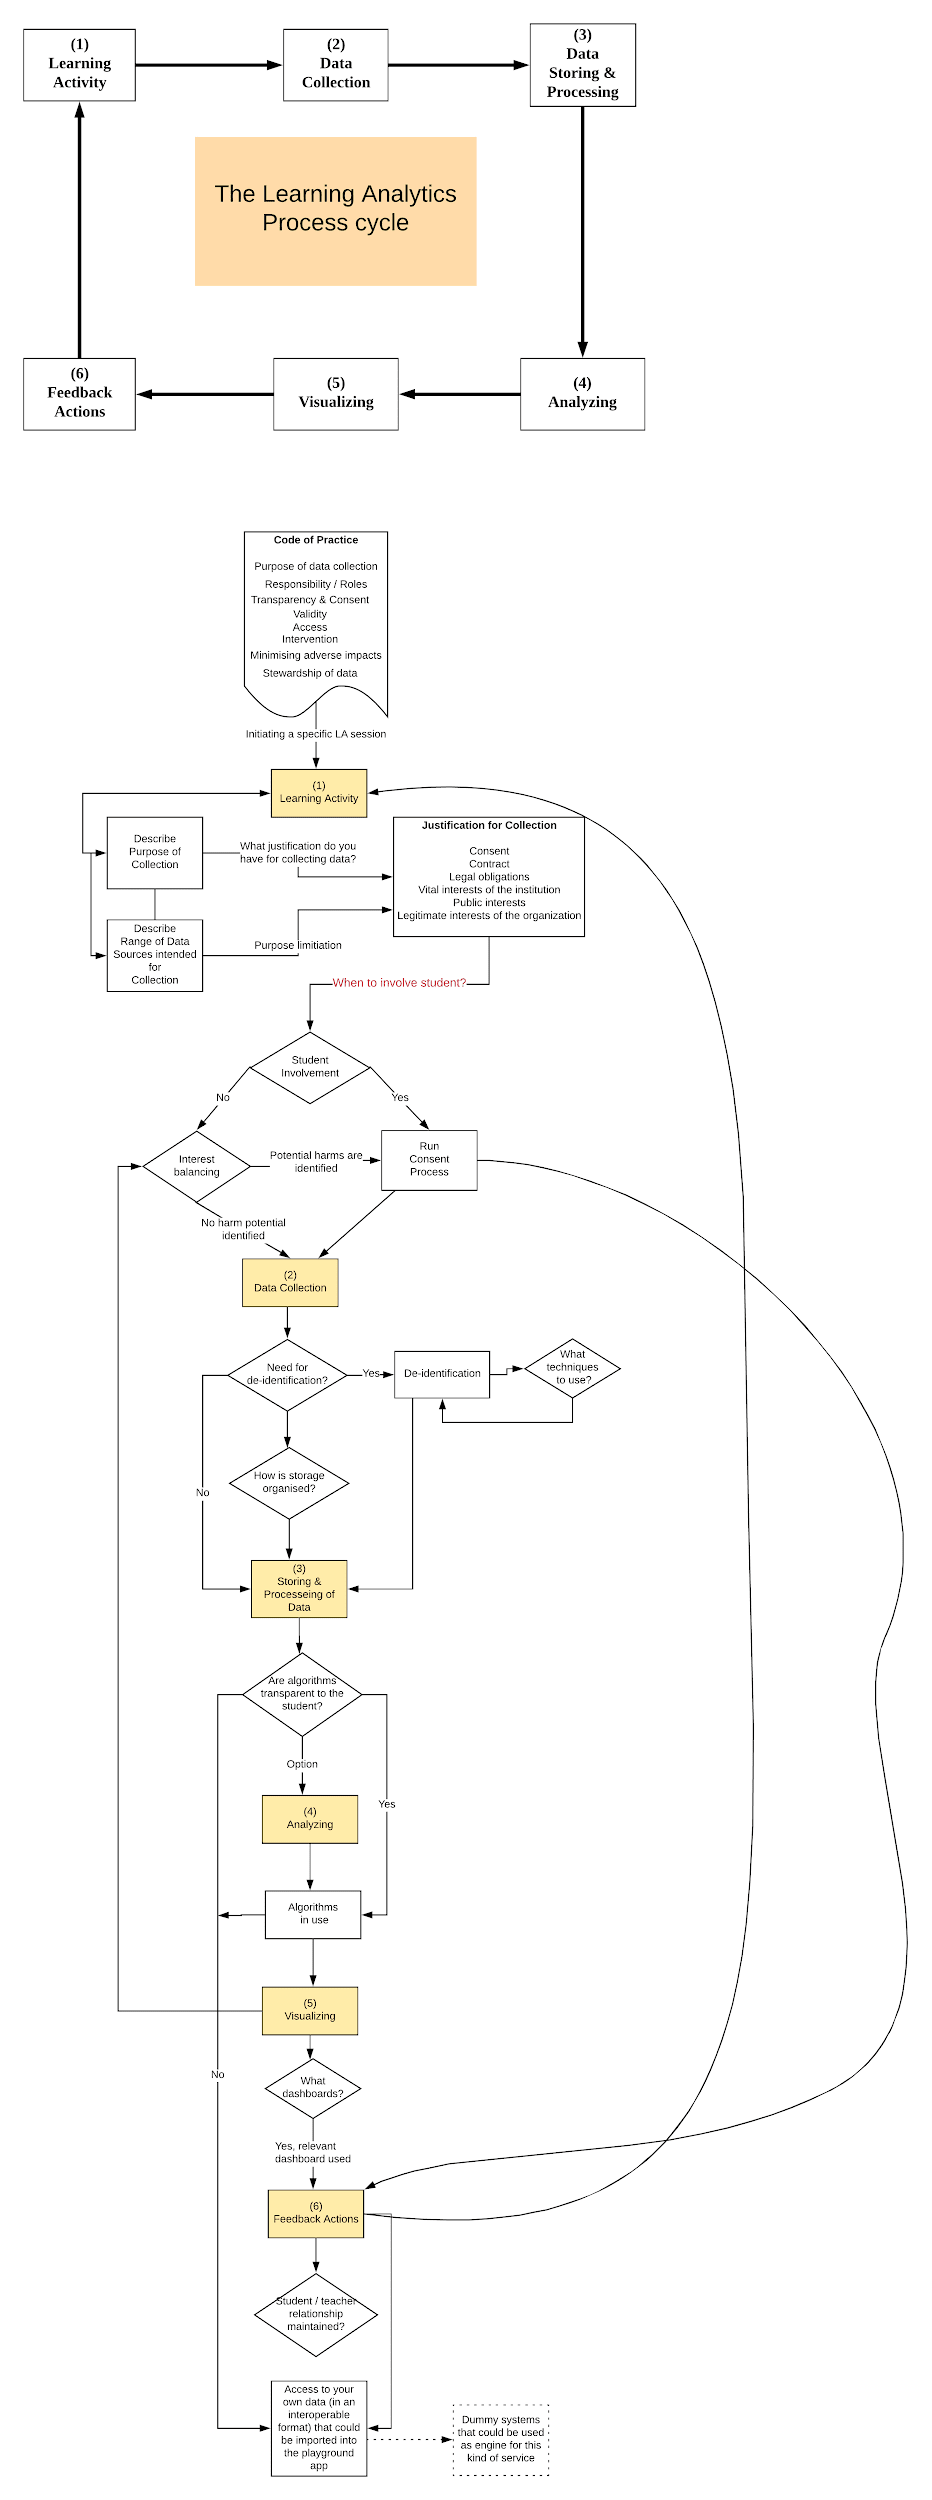 (1)
Learning
Activity
(2)
Data
Collection
(3)
Data
Storing &
Processing
The Learning Analytics
Process cycle
(6)
Feedback
Actions
(5)
Visualizing
(4)
Analyzing
Code of Practice
Purpose of data collection
Responsibility / Roles
Transparency & Consent
Validity
Access
Intervention
Minimising adverse impacts
Stewardship of data
Initiating a specific LA session
(1)
Learning Activity
Describe
Purpose of
Collection
What justification do you
have for collecting data?
Justification for Collection
Consent
Contract
Legal obligations
Vital interests of the institution
Public interests
Legitimate interests of the organization
Describe
Range of Data
Sources intended
for
Collection
Purpose limitiation
When to involve student?
Student
Involvement
No
Yes
Interest
balancing
Potential harms are
identified
Run
Consent
Process
No harm potential
identified
(2)
Data Collection
Need for
de-identification?
Yes
De-identification
What
techniques
to use?
How is storage
organised?
No
(3)
Storing &
Processeing of
Data
Are algorithms
transparent to the
student?
Option
Yes
(4)
Analyzing
Algorithms
in use
(5)
Visualizing
No
What
dashboards?
Yes, relevant
dashboard used
(6)
Feedback Actions
Student / teacher
relationship
maintained?
Access to your
own data (in an
interoperable
format) that could
be imported into
the playground
app
Dummy systems
that could be used
as engine for this
kind of service